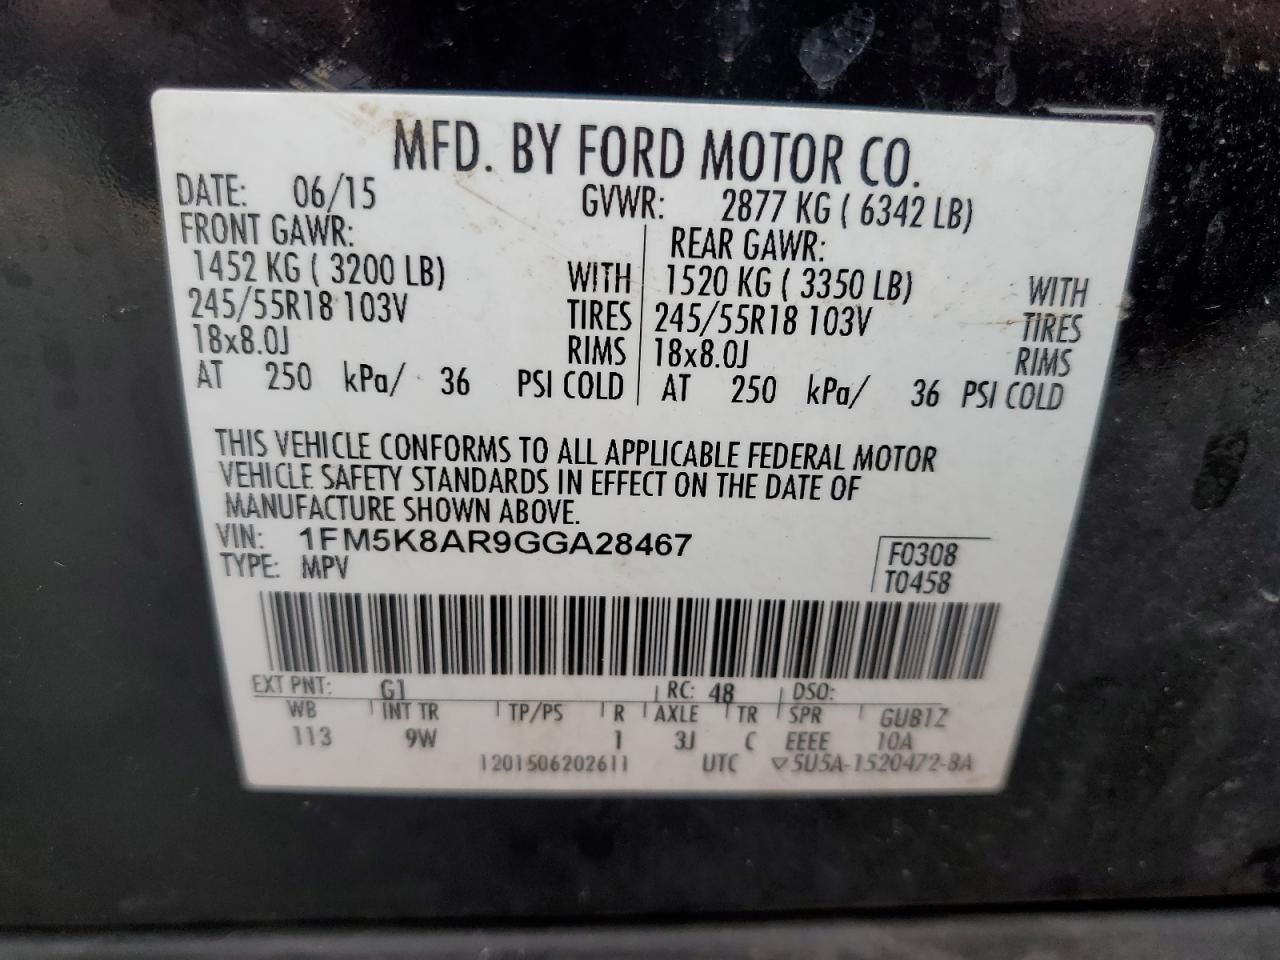 MFD. BY FORD MOTOR CO.
DATE: 06/15 GVWR: 2877 KG ( 6342 LB)
FRONT GAWR: REAR GAWR:
1452 KG ( 3200 LB) WITH 1520 KG ( 3350 LB) WITH
245/55R18 103V TIRES 245/55R18 103V TIRES
18x8.0J RIMS 18x8.0J RIMS
AT 250 kPa/ 36 PSI COLD AT 250 kPa/ 36 PSI COLD
THIS VEHICLE CONFORMS TO ALL APPLICABLE FEDERAL MOTOR
VEHICLE SAFETY STANDARDS IN EFFECT ON THE DATE OF
MANUFACTURE SHOWN ABOVE.
VIN: 1FM5K8AR9GGA28467 F0308
TYPE: MPV T0458
EXT PNT: G1 RC: 48 DSO:
WB INT TR TP/PS R AXLE TR SPR GUB1Z
113 9W 1 3J C EEEE 10A
1201506202611 UTC ▽5U5A-1520472-BA